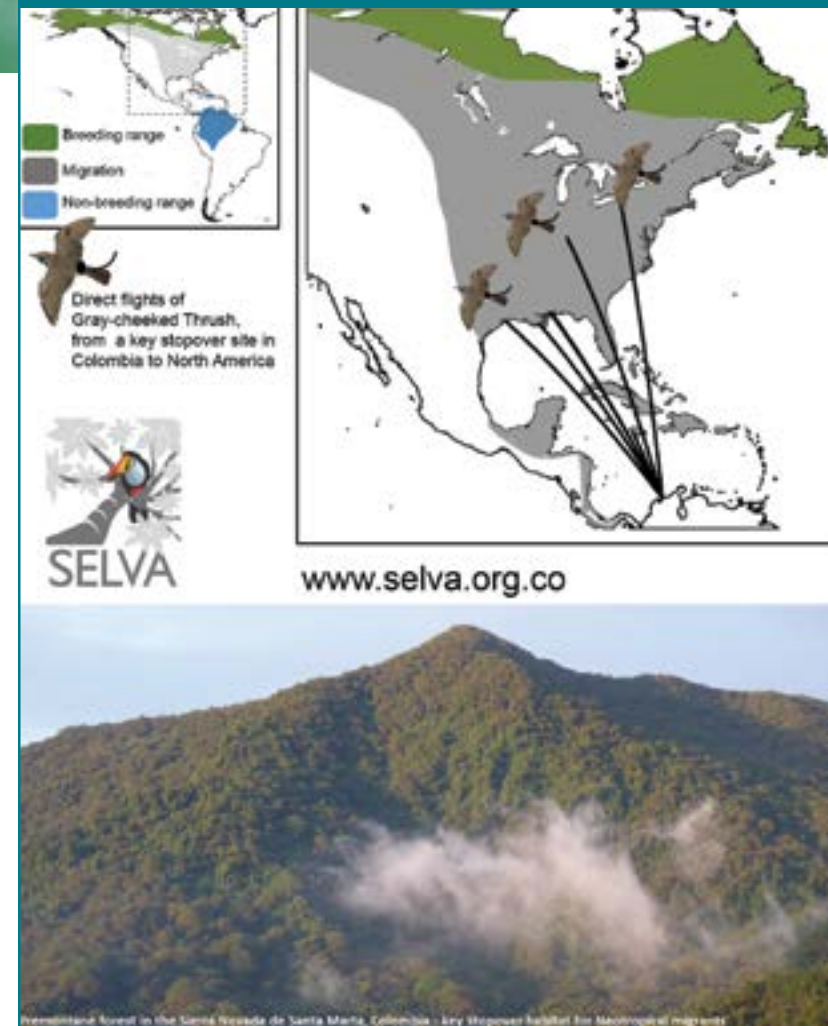 Breeding range
Migration
Non-breeding range
Direct flights of
Gray-cheeked Thrush,
from a key stopover site in
Colombia to North America
SELVA
www.selva.org.co
Premontane forest in the Sierra Nevada de Santa Marta, Colombia - key stopover habitat for Neotropical migrants